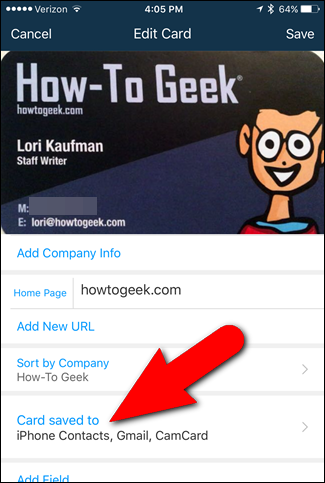 Verizon 4:05 PM 64%
Cancel Edit Card Save
How-To Geek®
howtogeek.com
Lori Kaufman
Staff Writer
M:
E: lori@howtogeek.com
Add Company Info
Home Page howtogeek.com
Add New URL
Sort by Company
How-To Geek
Card saved to
iPhone Contacts, Gmail, CamCard
Add Field